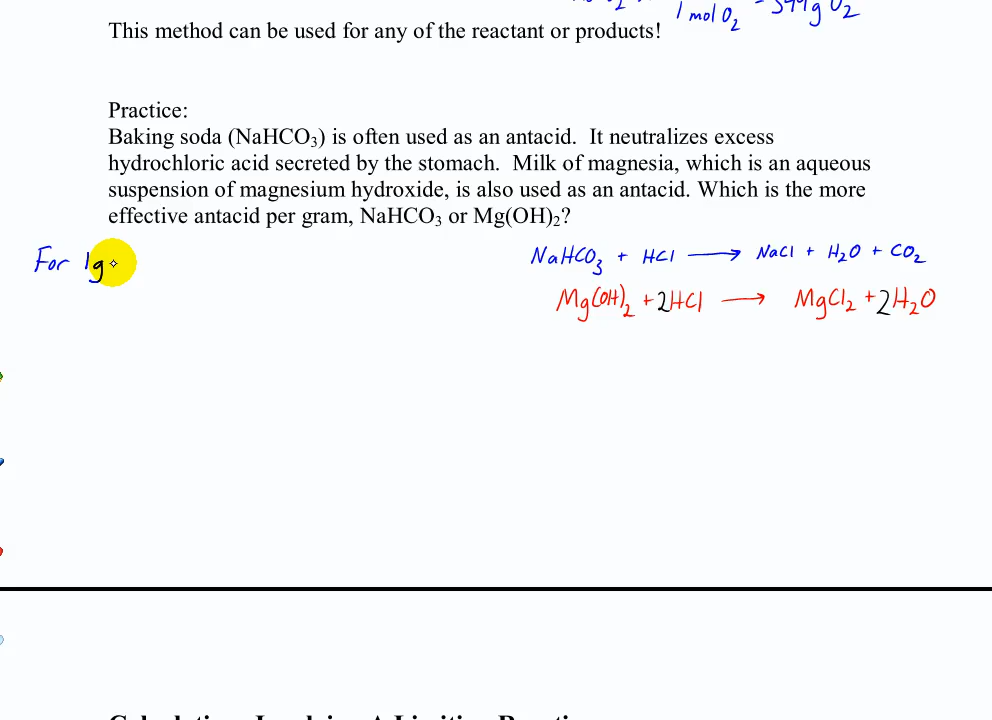 1 mol O₂
This method can be used for any of the reactant or products!
Practice:
Baking soda (NaHCO₃) is often used as an antacid. It neutralizes excess
hydrochloric acid secreted by the stomach. Milk of magnesia, which is an aqueous
suspension of magnesium hydroxide, is also used as an antacid. Which is the more
effective antacid per gram, NaHCO₃ or Mg(OH)₂?
For 1g
NaHCO₃ + HCl ⟶ NaCl + H₂O + CO₂
Mg(OH)₂ + 2HCl ⟶ MgCl₂ + 2H₂O